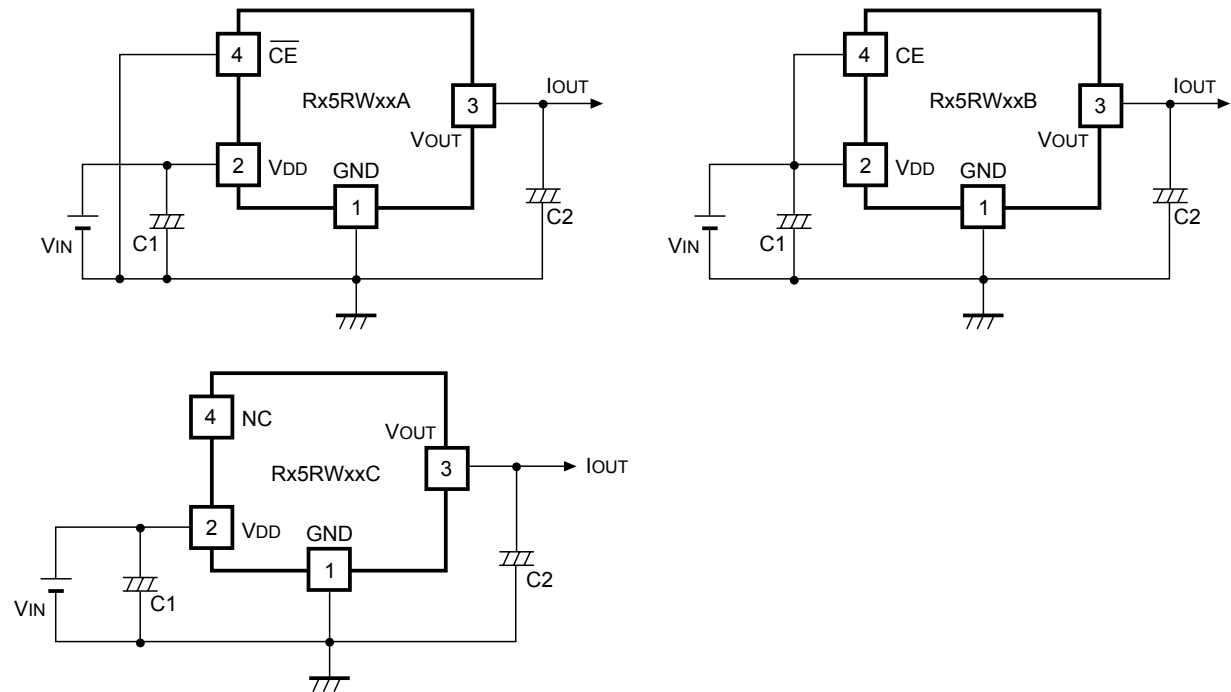 4 C̅E̅
Rx5RWxxA
3
IOUT
VOUT
2 VDD
GND
1
VIN
C1
C2
4 CE
Rx5RWxxB
3
IOUT
VOUT
2 VDD
GND
1
VIN
C1
C2
4 NC
VOUT
3
IOUT
Rx5RWxxC
2 VDD
GND
1
VIN
C1
C2